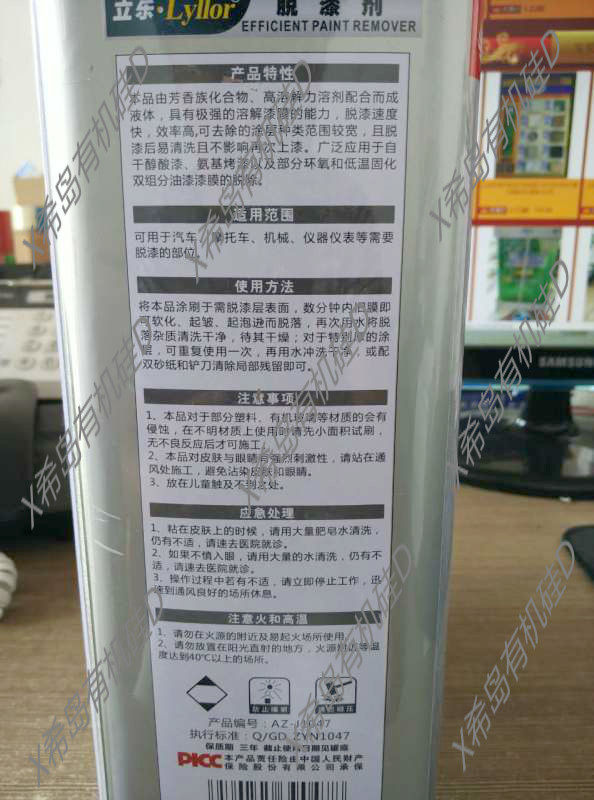 立乐·Lyllor® 脱漆剂
EFFICIENT PAINT REMOVER
产品特性
本品由芳香族化合物、高溶解力溶剂配合而成
液体，具有极强的溶解漆膜的能力，脱漆速度
快，效率高,可去除的涂层种类范围较宽，且脱
漆后易清洗且不影响再次上漆。广泛应用于自
干醇酸漆、氨基烤漆以及部分环氧和低温固化
双组分油漆漆膜的脱除。
适用范围
可用于汽车、摩托车、机械、仪器仪表等需要
脱漆的部位。
使用方法
将本品涂刷于需脱漆层表面，数分钟内旧膜即
可软化、起皱、起泡逊而脱落，再次用水将脱
落杂质清洗干净，待其干燥；对于特别厚的涂
层，可重复使用一次，再用水冲洗干净，或配
双砂纸和铲刀清除局部残留即可。
注意事项
1、本品对于部分塑料、有机玻璃等材质的会有
侵蚀，在不明材质上使用时请先小面积试刷，
无不良反应后才可施工。
2、本品对皮肤与眼睛有强烈刺激性，请站在通
风处施工，避免沾染皮肤和眼睛。
3、放在儿童触及不到之处。
应急处理
1、粘在皮肤上的时候，请用大量肥皂水清洗，
仍有不适，请速去医院就诊。
2、如果不慎入眼，请用大量的水清洗，仍有不
适，请速去医院就诊。
3、操作过程中若有不适，请立即停止工作，迅
速到通风良好的场所休息。
注意火和高温
1、请勿在火源的附近及易起火场所使用。
2、请勿放置在阳光直射的地方，火源附近等温
度达到40℃以上的场所。
产品编号：AZ-J1047
执行标准：Q/GD ZYN1047
保质期 三年 截止使用日期见罐底
PICC 本产品责任险由中国人民财产
保险股份有限公司承保
SAMSUNG
X希岛有机硅D